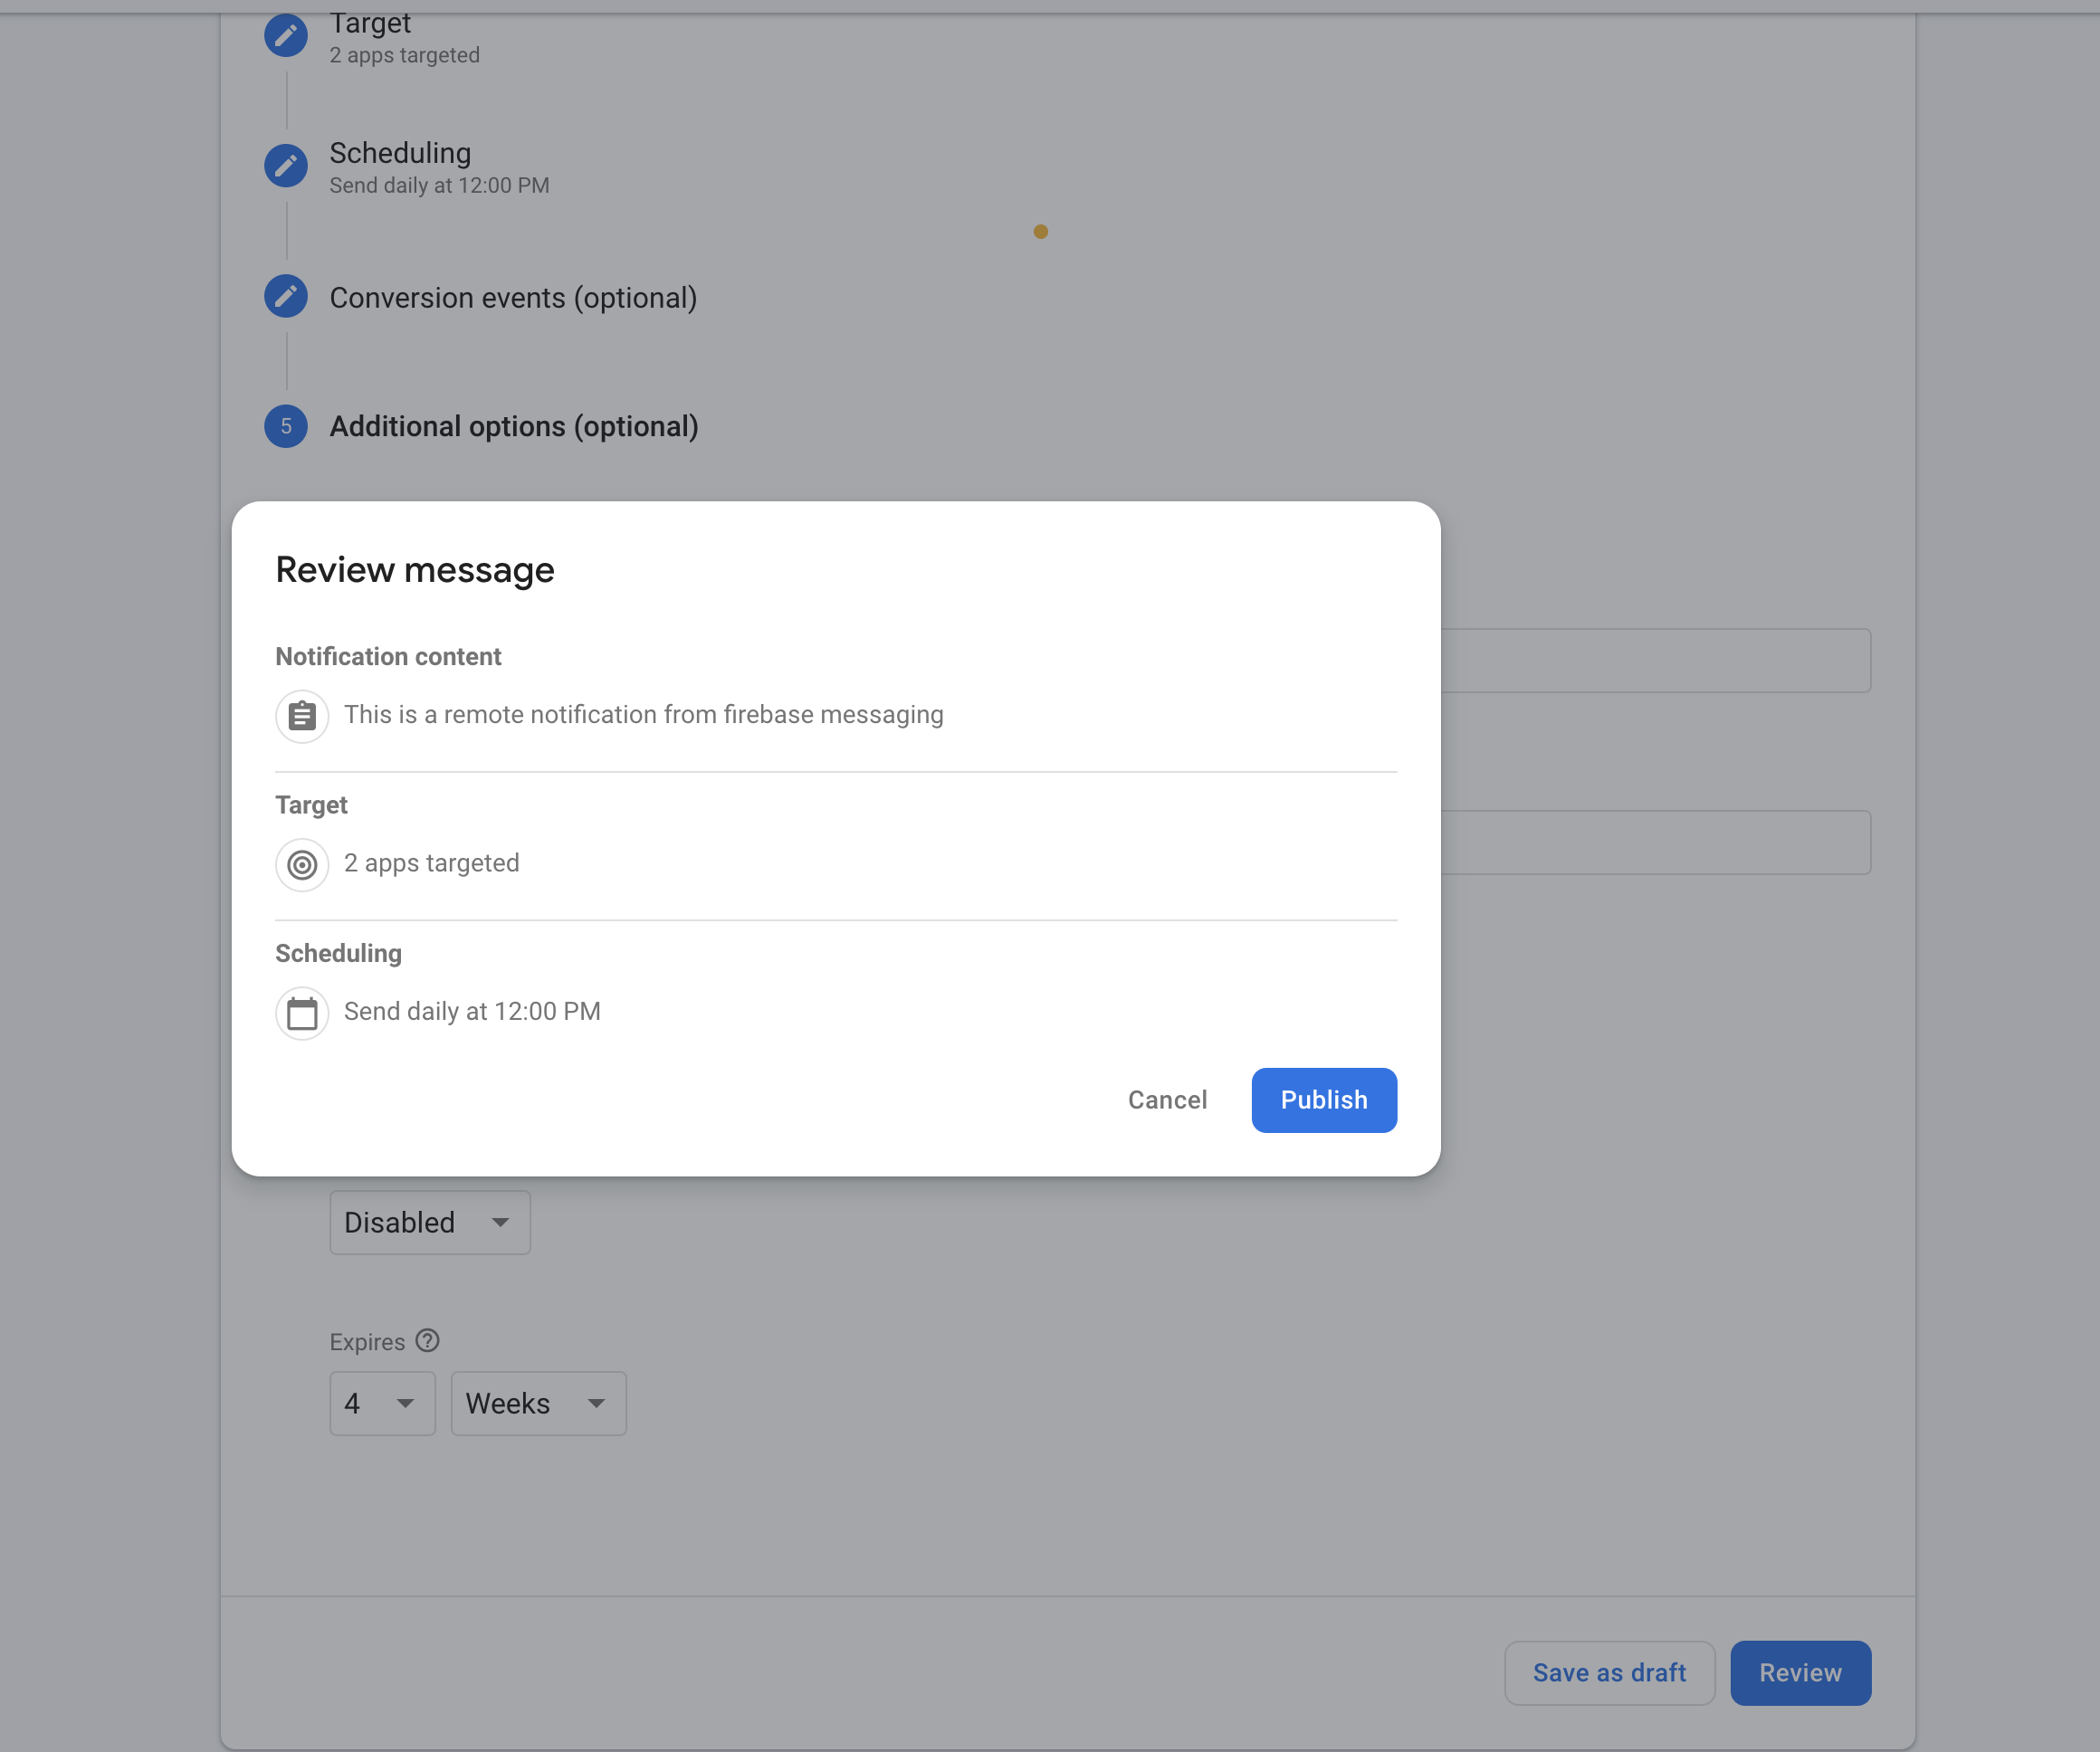 Target
2 apps targeted
Scheduling
Send daily at 12:00 PM
Conversion events (optional)
5
Additional options (optional)
Review message
Notification content
This is a remote notification from firebase messaging
Target
2 apps targeted
Scheduling
Send daily at 12:00 PM
Cancel
Publish
Disabled
Expires ?
4 Weeks
Save as draft
Review